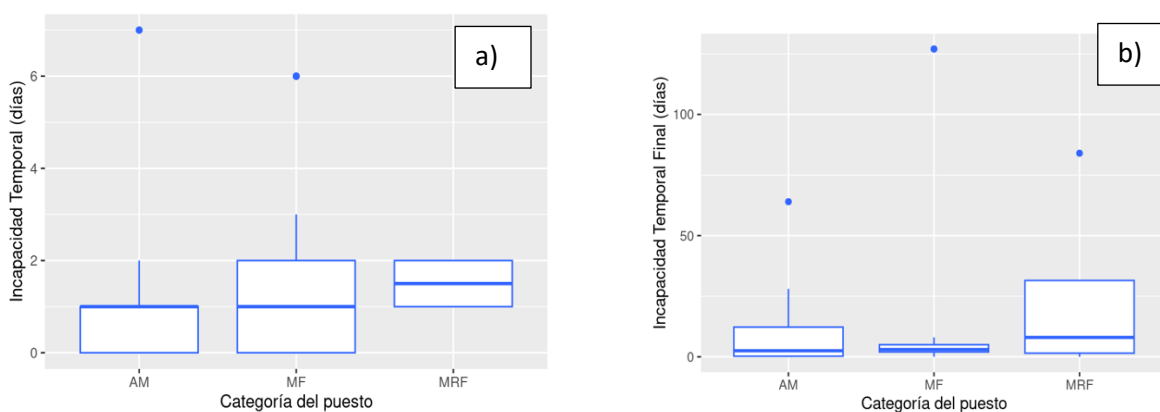 a)
Incapacidad Temporal (días)
6
4
2
0
AM MF MRF
Categoría del puesto
b)
Incapacidad Temporal Final (días)
100
50
0
AM MF MRF
Categoría del puesto